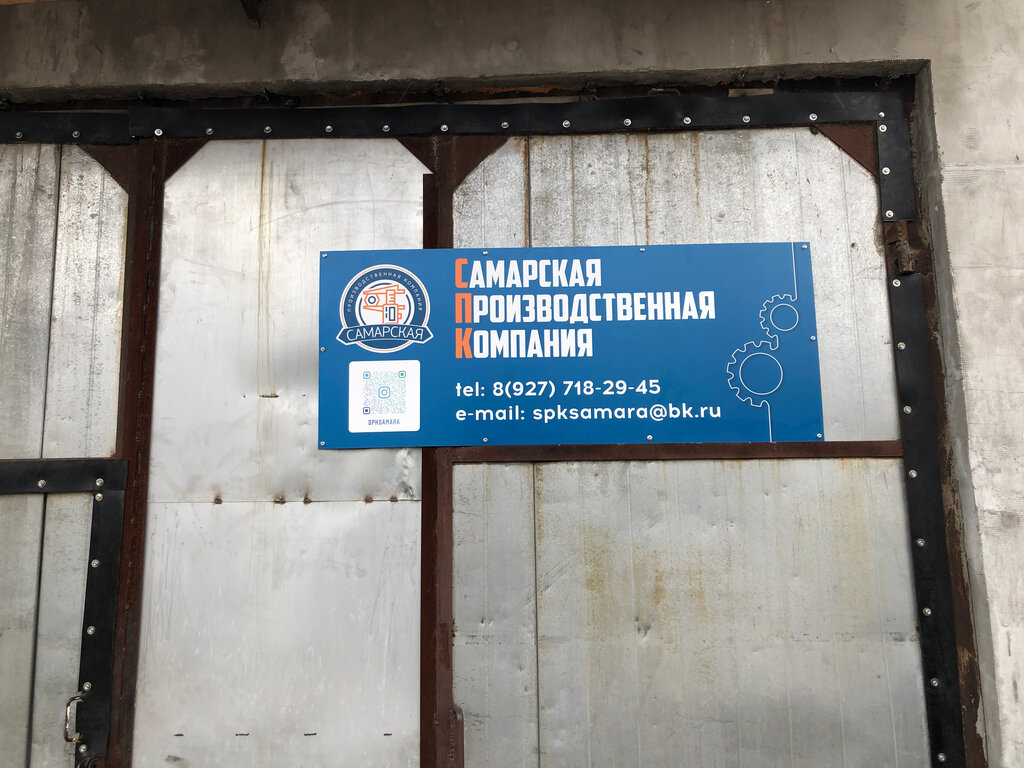 ПРОИЗВОДСТВЕННАЯ КОМПАНИЯ
САМАРСКАЯ
SPKSAMARA
САМАРСКАЯ
ПРОИЗВОДСТВЕННАЯ
КОМПАНИЯ
tel: 8(927) 718-29-45
e-mail: spksamara@bk.ru